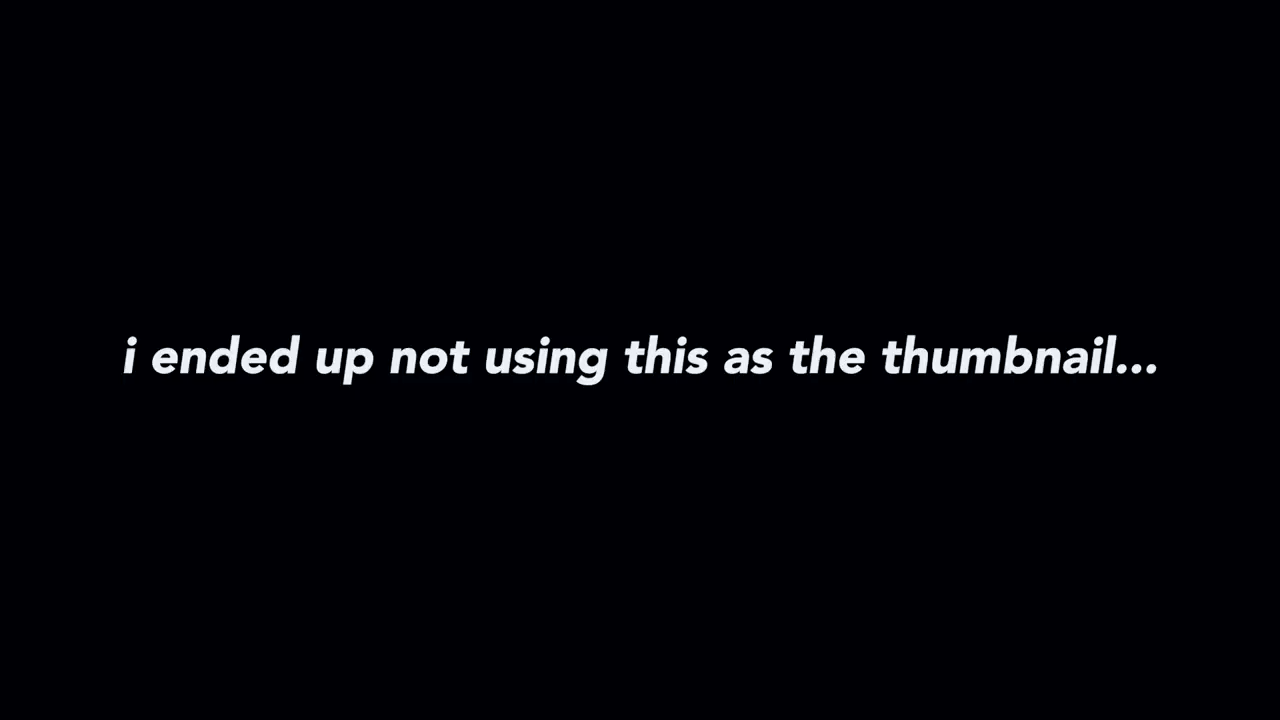 i ended up not using this as the thumbnail...